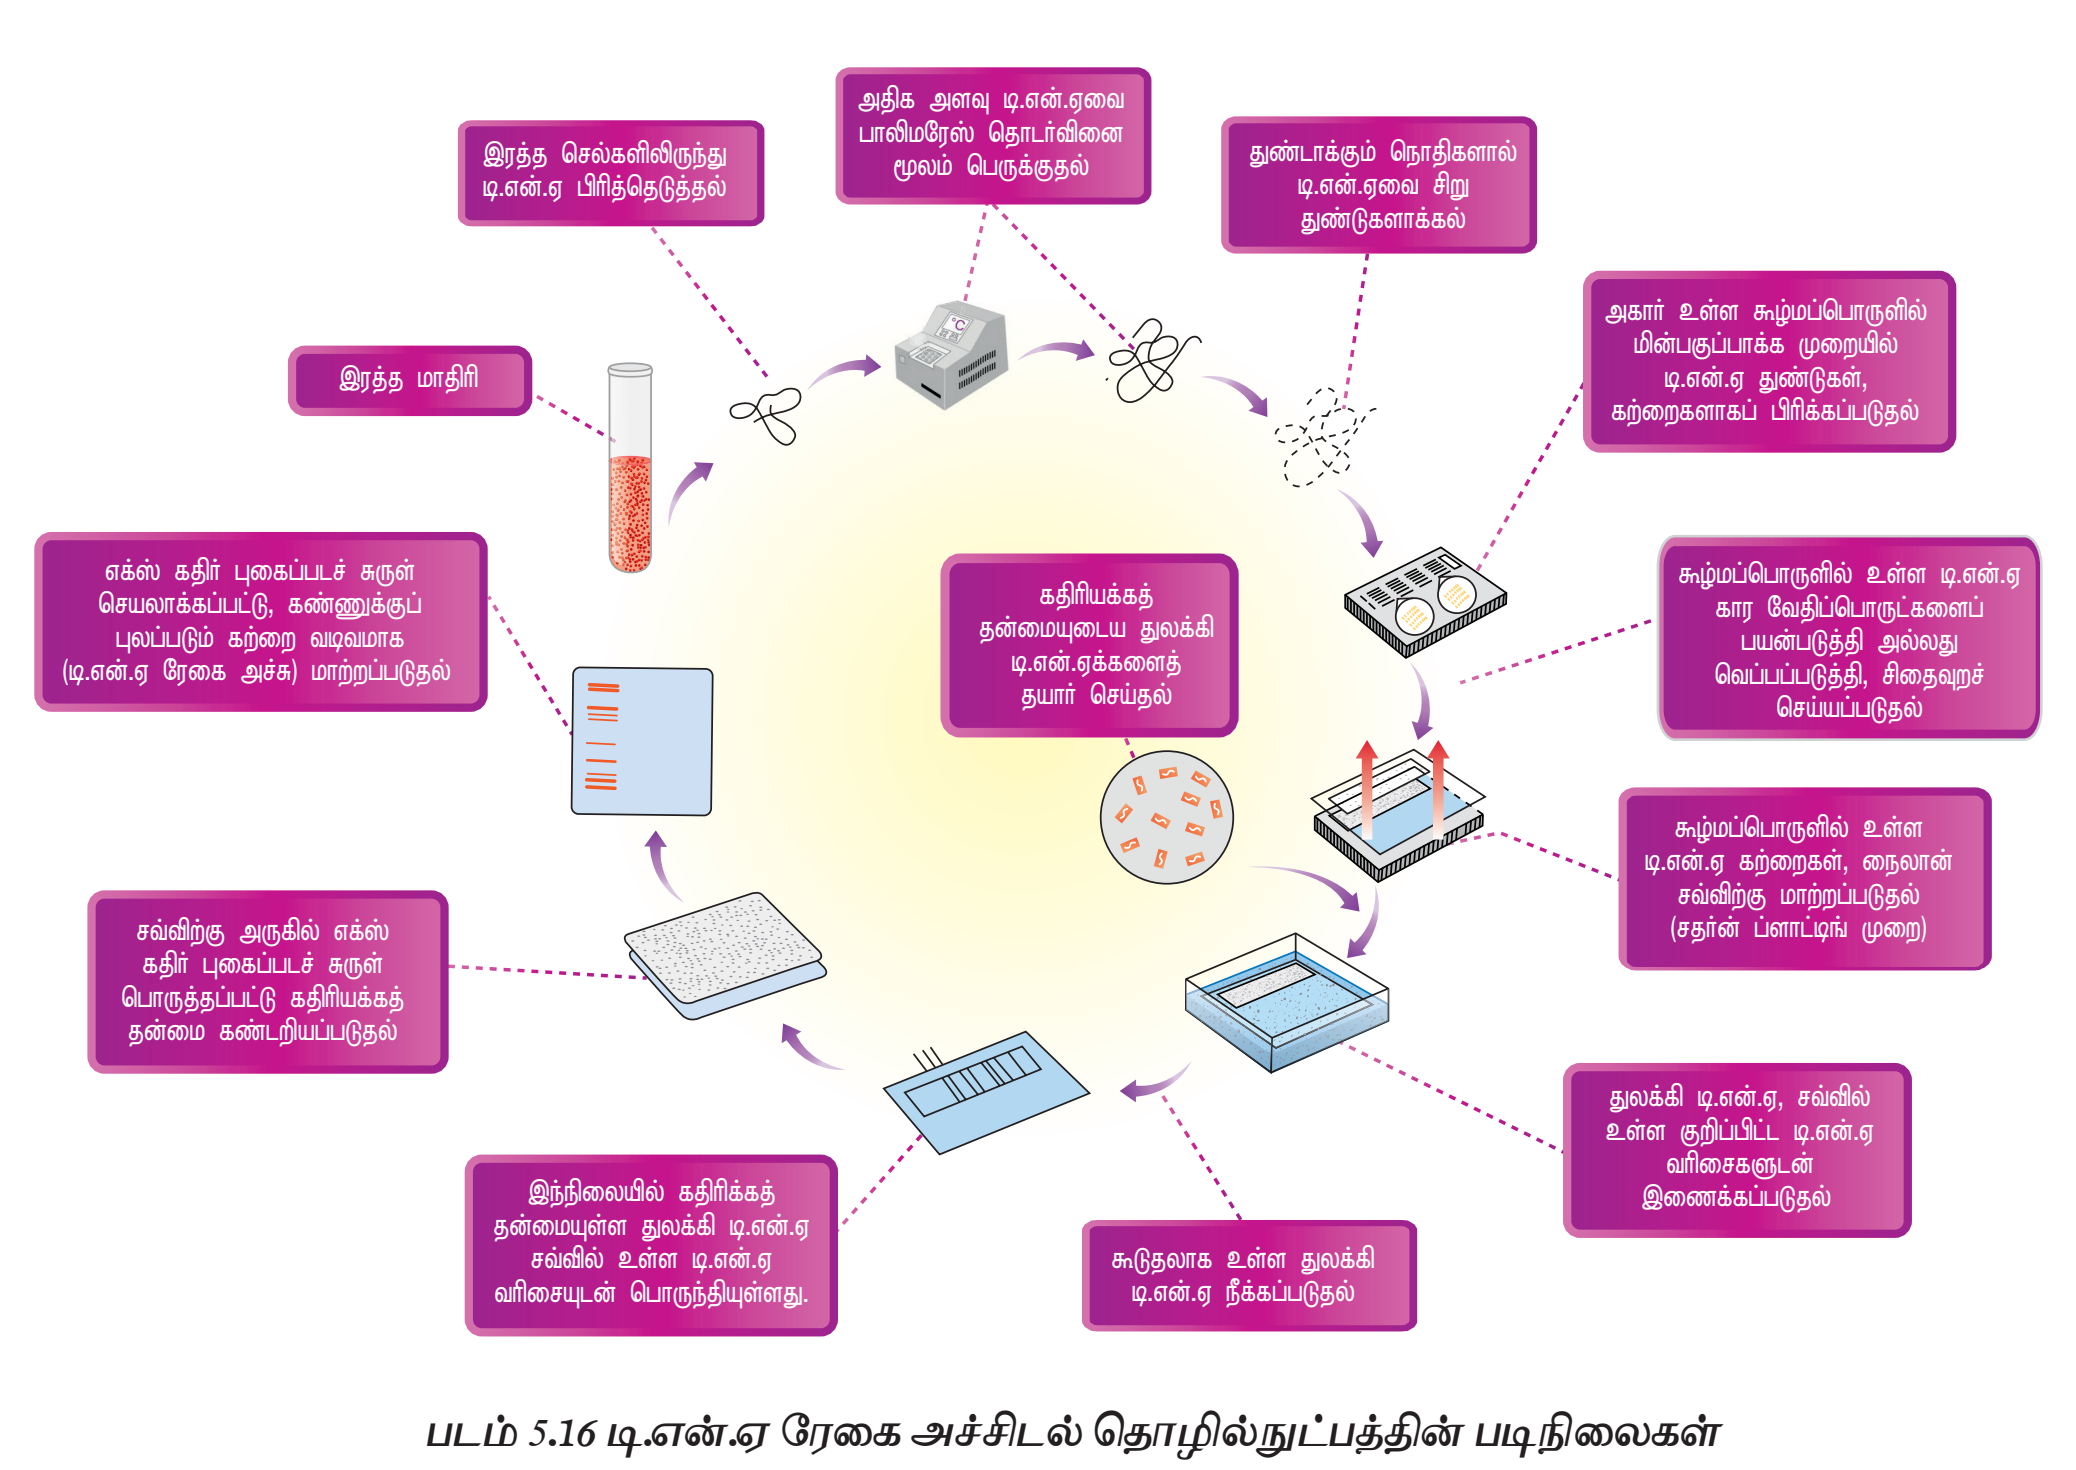 இரத்த மாதிரி
இரத்த செல்களிலிருந்து
டி.என்.ஏ பிரித்தெடுத்தல்
அதிக அளவு டி.என்.ஏவை
பாலிமரேஸ் தொடர்வினை
மூலம் பெருக்குதல்
°C
துண்டாக்கும் நொதிகளால்
டி.என்.ஏவை சிறு
துண்டுகளாக்கல்
அகார் உள்ள கூழ்மப்பொருளில்
மின்பகுப்பாக்க முறையில்
டி.என்.ஏ துண்டுகள்,
கற்றைகளாகப் பிரிக்கப்படுதல்
கூழ்மப்பொருளில் உள்ள டி.என்.ஏ
கார வேதிப்பொருட்களைப்
பயன்படுத்தி அல்லது
வெப்பப்படுத்தி, சிதைவுறச்
செய்யப்படுதல்
கூழ்மப்பொருளில் உள்ள
டி.என்.ஏ கற்றைகள், நைலான்
சவ்விற்கு மாற்றப்படுதல்
(சதர்ன் ப்ளாட்டிங் முறை)
கதிரியக்கத்
தன்மையுடைய துலக்கி
டி.என்.ஏக்களைத்
தயார் செய்தல்
துலக்கி டி.என்.ஏ, சவ்வில்
உள்ள குறிப்பிட்ட டி.என்.ஏ
வரிசைகளுடன்
இணைக்கப்படுதல்
கூடுதலாக உள்ள துலக்கி
டி.என்.ஏ நீக்கப்படுதல்
இந்நிலையில் கதிரிக்கத்
தன்மையுள்ள துலக்கி டி.என்.ஏ
சவ்வில் உள்ள டி.என்.ஏ
வரிசையுடன் பொருந்தியுள்ளது.
சவ்விற்கு அருகில் எக்ஸ்
கதிர் புகைப்படச் சுருள்
பொருத்தப்பட்டு கதிரியக்கத்
தன்மை கண்டறியப்படுதல்
எக்ஸ் கதிர் புகைப்படச் சுருள்
செயலாக்கப்பட்டு, கண்ணுக்குப்
புலப்படும் கற்றை வடிவமாக
(டி.என்.ஏ ரேகை அச்சு) மாற்றப்படுதல்
படம் 5.16 டி.என்.ஏ ரேகை அச்சிடல் தொழில்நுட்பத்தின் படிநிலைகள்